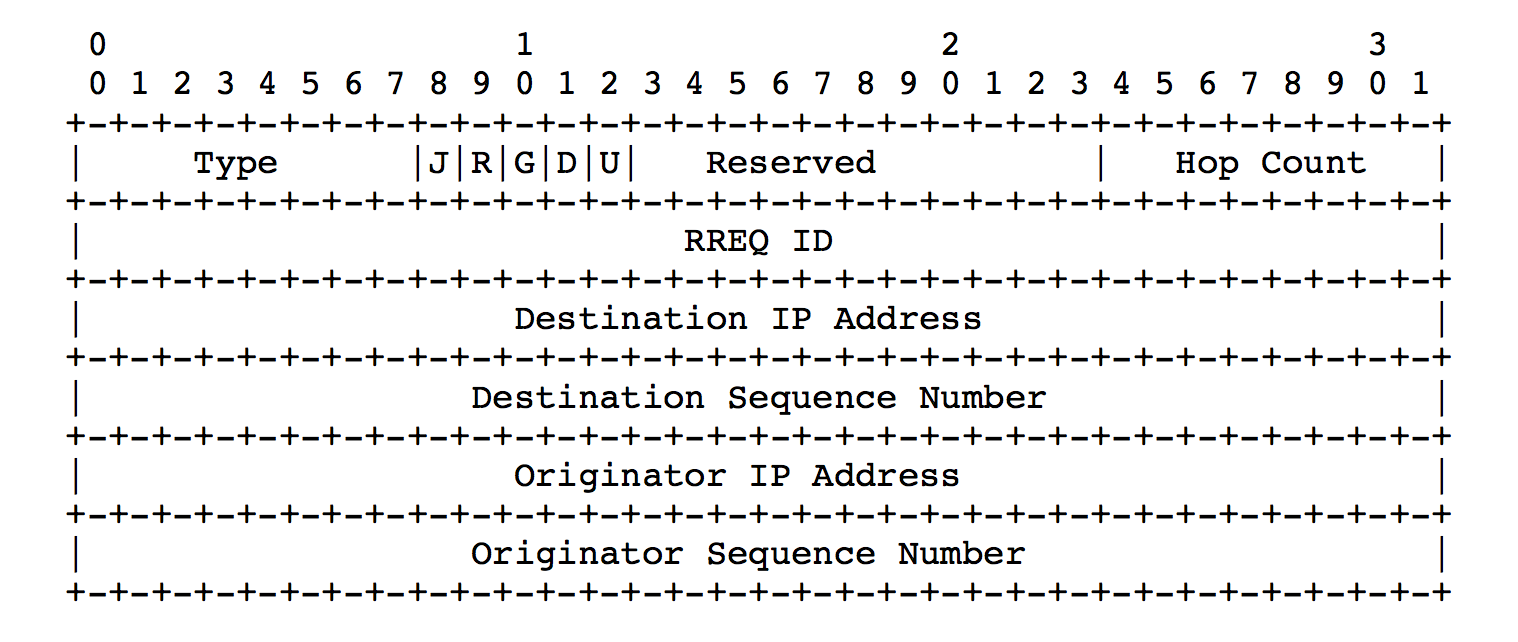 0                   1                   2                   3
 0 1 2 3 4 5 6 7 8 9 0 1 2 3 4 5 6 7 8 9 0 1 2 3 4 5 6 7 8 9 0 1
+-+-+-+-+-+-+-+-+-+-+-+-+-+-+-+-+-+-+-+-+-+-+-+-+-+-+-+-+-+-+-+-+
|     Type      |J|R|G|D|U|   Reserved          |   Hop Count   |
+-+-+-+-+-+-+-+-+-+-+-+-+-+-+-+-+-+-+-+-+-+-+-+-+-+-+-+-+-+-+-+-+
|                            RREQ ID                            |
+-+-+-+-+-+-+-+-+-+-+-+-+-+-+-+-+-+-+-+-+-+-+-+-+-+-+-+-+-+-+-+-+
|                    Destination IP Address                     |
+-+-+-+-+-+-+-+-+-+-+-+-+-+-+-+-+-+-+-+-+-+-+-+-+-+-+-+-+-+-+-+-+
|                  Destination Sequence Number                  |
+-+-+-+-+-+-+-+-+-+-+-+-+-+-+-+-+-+-+-+-+-+-+-+-+-+-+-+-+-+-+-+-+
|                    Originator IP Address                      |
+-+-+-+-+-+-+-+-+-+-+-+-+-+-+-+-+-+-+-+-+-+-+-+-+-+-+-+-+-+-+-+-+
|                  Originator Sequence Number                   |
+-+-+-+-+-+-+-+-+-+-+-+-+-+-+-+-+-+-+-+-+-+-+-+-+-+-+-+-+-+-+-+-+